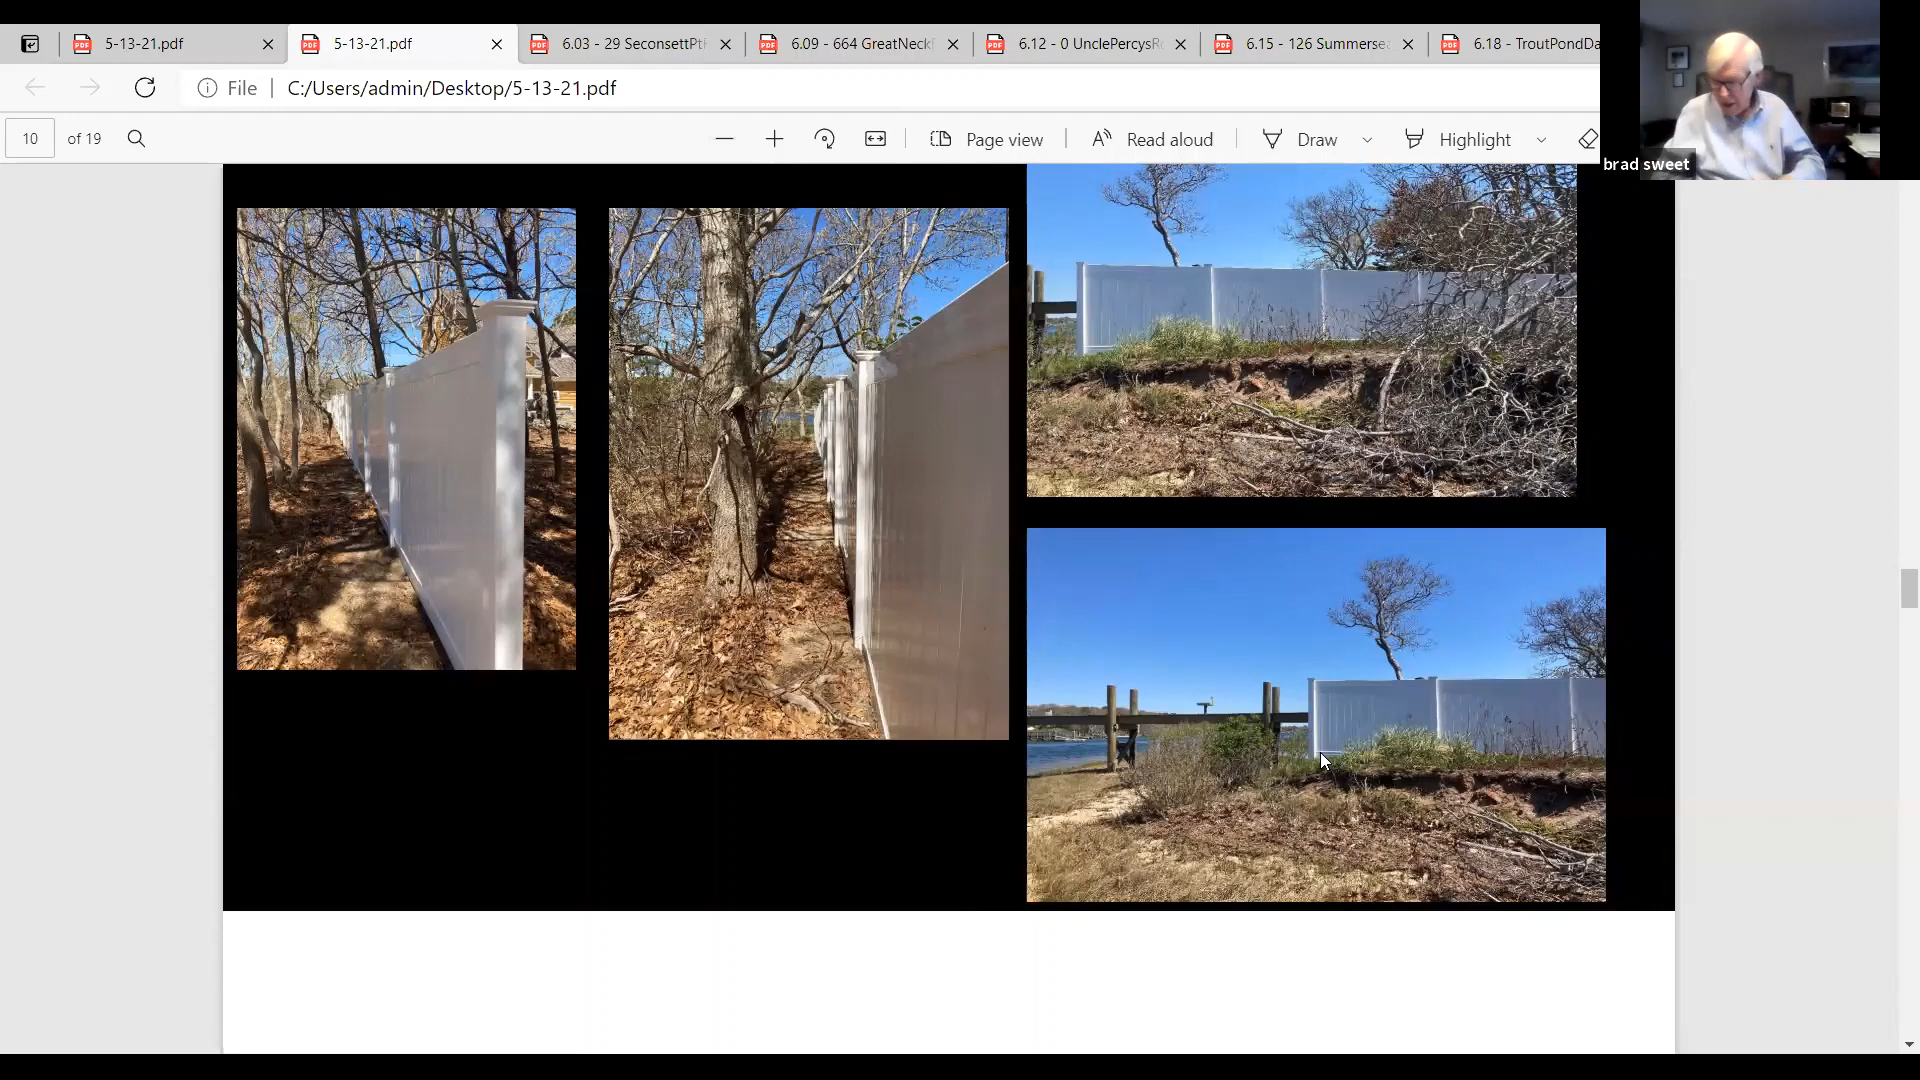 5-13-21.pdf
5-13-21.pdf
6.03 - 29 SeconsettPt
6.09 - 664 GreatNeck
6.12 - 0 UnclePercysR
6.15 - 126 Summersea
6.18 - TroutPondDa
File
C:/Users/admin/Desktop/5-13-21.pdf
10 of 19
Page view
Read aloud
Draw
Highlight
brad sweet